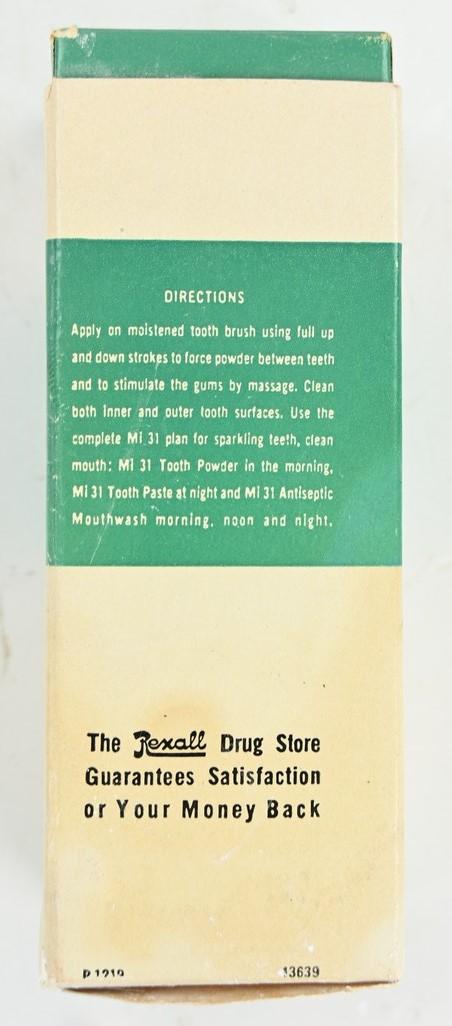 DIRECTIONS
Apply on moistened tooth brush using full up
and down strokes to force powder between teeth
and to stimulate the gums by massage. Clean
both inner and outer tooth surfaces. Use the
complete Mi 31 plan for sparkling teeth, clean
mouth: Mi 31 Tooth Powder in the morning,
Mi 31 Tooth Paste at night and Mi 31 Antiseptic
Mouthwash morning, noon and night.
The Rexall Drug Store
Guarantees Satisfaction
or Your Money Back
P 1219 43639